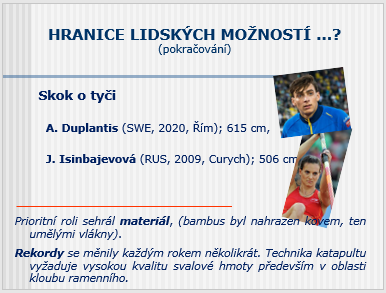 HRANICE LIDSKÝCH MOŽNOSTÍ ...?
(pokračování)
Skok o tyči
A. Duplantis (SWE, 2020, Řím); 615 cm,
J. Isinbajevová (RUS, 2009, Curych); 506 cm
Prioritní roli sehrál materiál, (bambus byl nahrazen kovem, ten
umělými vlákny).
Rekordy se měnily každým rokem několikrát. Technika katapultu
vyžaduje vysokou kvalitu svalové hmoty především v oblasti
kloubu ramenního.